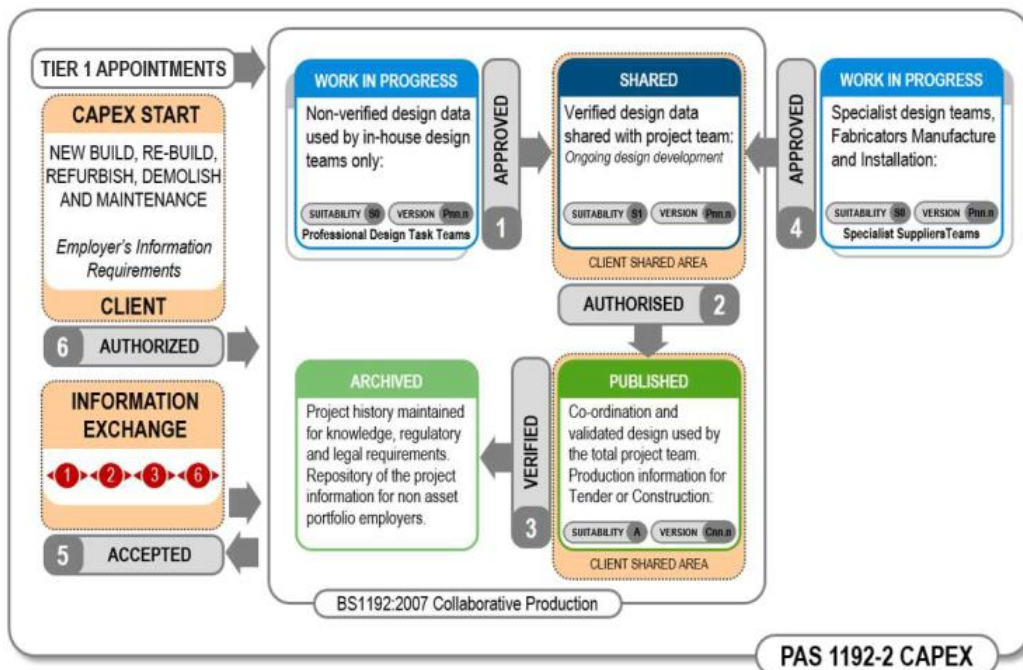 TIER 1 APPOINTMENTS
CAPEX START
NEW BUILD, RE-BUILD,
REFURBISH, DEMOLISH
AND MAINTENANCE
Employer's Information
Requirements
CLIENT
6 AUTHORIZED
INFORMATION
EXCHANGE
1 2 3 6
5 ACCEPTED
WORK IN PROGRESS
Non-verified design data
used by in-house design
teams only:
SUITABILITY S0 VERSION Pnn.n
Professional Design Task Teams
APPROVED
1
SHARED
Verified design data
shared with project team:
Ongoing design development
SUITABILITY S1 VERSION Pnn.n
CLIENT SHARED AREA
APPROVED
4
WORK IN PROGRESS
Specialist design teams,
Fabricators Manufacture
and Installation:
SUITABILITY S0 VERSION Pnn.n
Specialist SuppliersTeams
AUTHORISED 2
ARCHIVED
Project history maintained
for knowledge, regulatory
and legal requirements.
Repository of the project
information for non asset
portfolio employers.
VERIFIED
3
PUBLISHED
Co-ordination and
validated design used by
the total project team.
Production information for
Tender or Construction:
SUITABILITY A VERSION Cnn.n
CLIENT SHARED AREA
BS1192:2007 Collaborative Production
PAS 1192-2 CAPEX